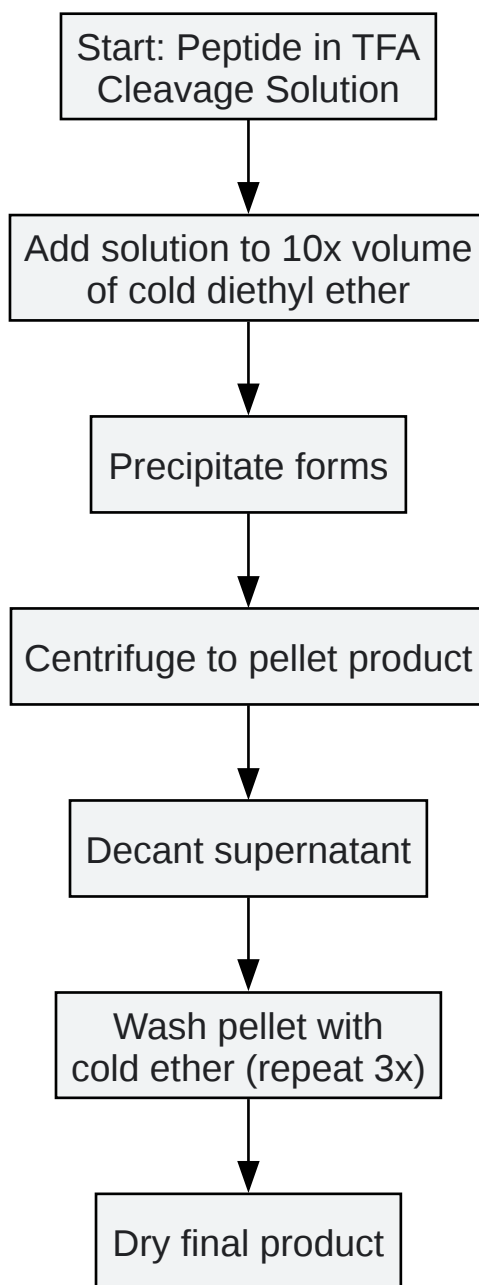 Start: Peptide in TFA
Cleavage Solution
Add solution to 10x volume
of cold diethyl ether
Precipitate forms
Centrifuge to pellet product
Decant supernatant
Wash pellet with
cold ether (repeat 3x)
Dry final product